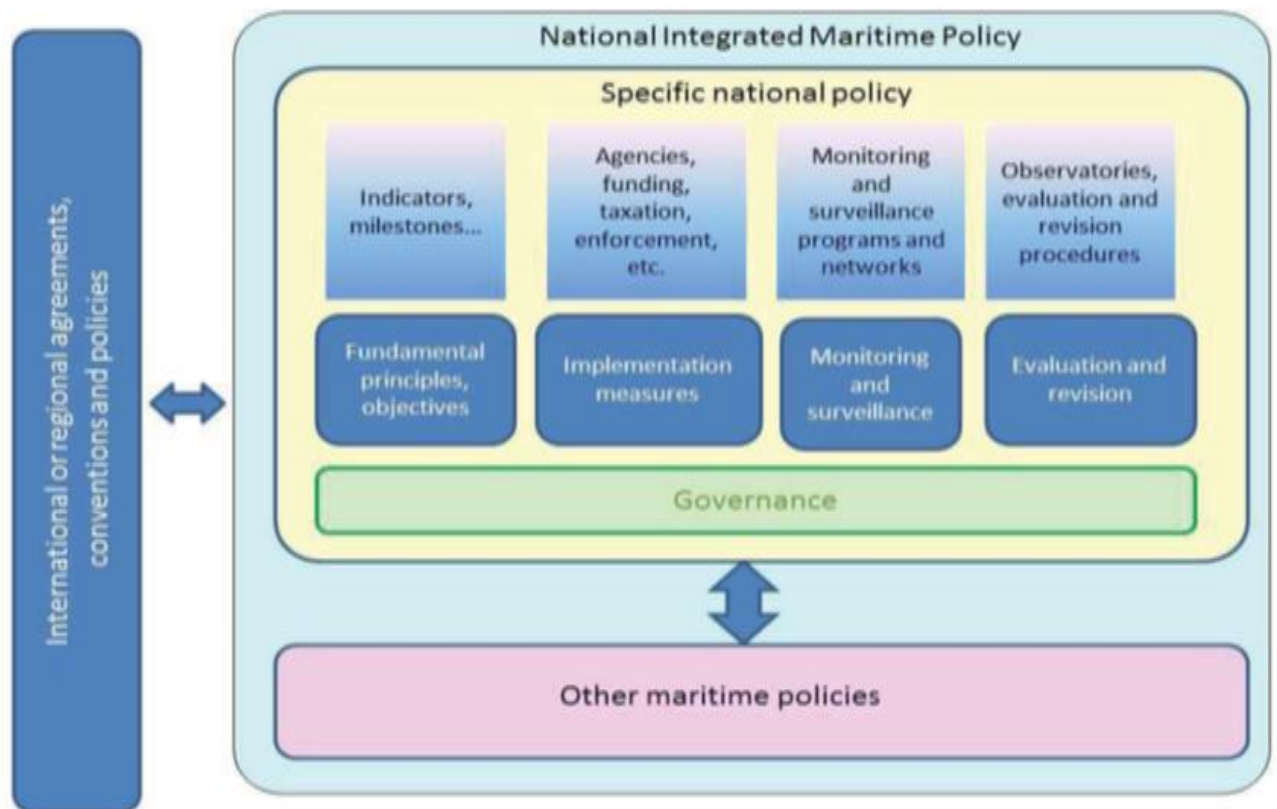 International or regional agreements,
conventions and policies
National Integrated Maritime Policy
Specific national policy
Indicators,
milestones...
Agencies,
funding,
taxation,
enforcement,
etc.
Monitoring
and
surveillance
programs and
networks
Observatories,
evaluation and
revision
procedures
Fundamental
principles,
objectives
Implementation
measures
Monitoring
and
surveillance
Evaluation and
revision
Governance
Other maritime policies